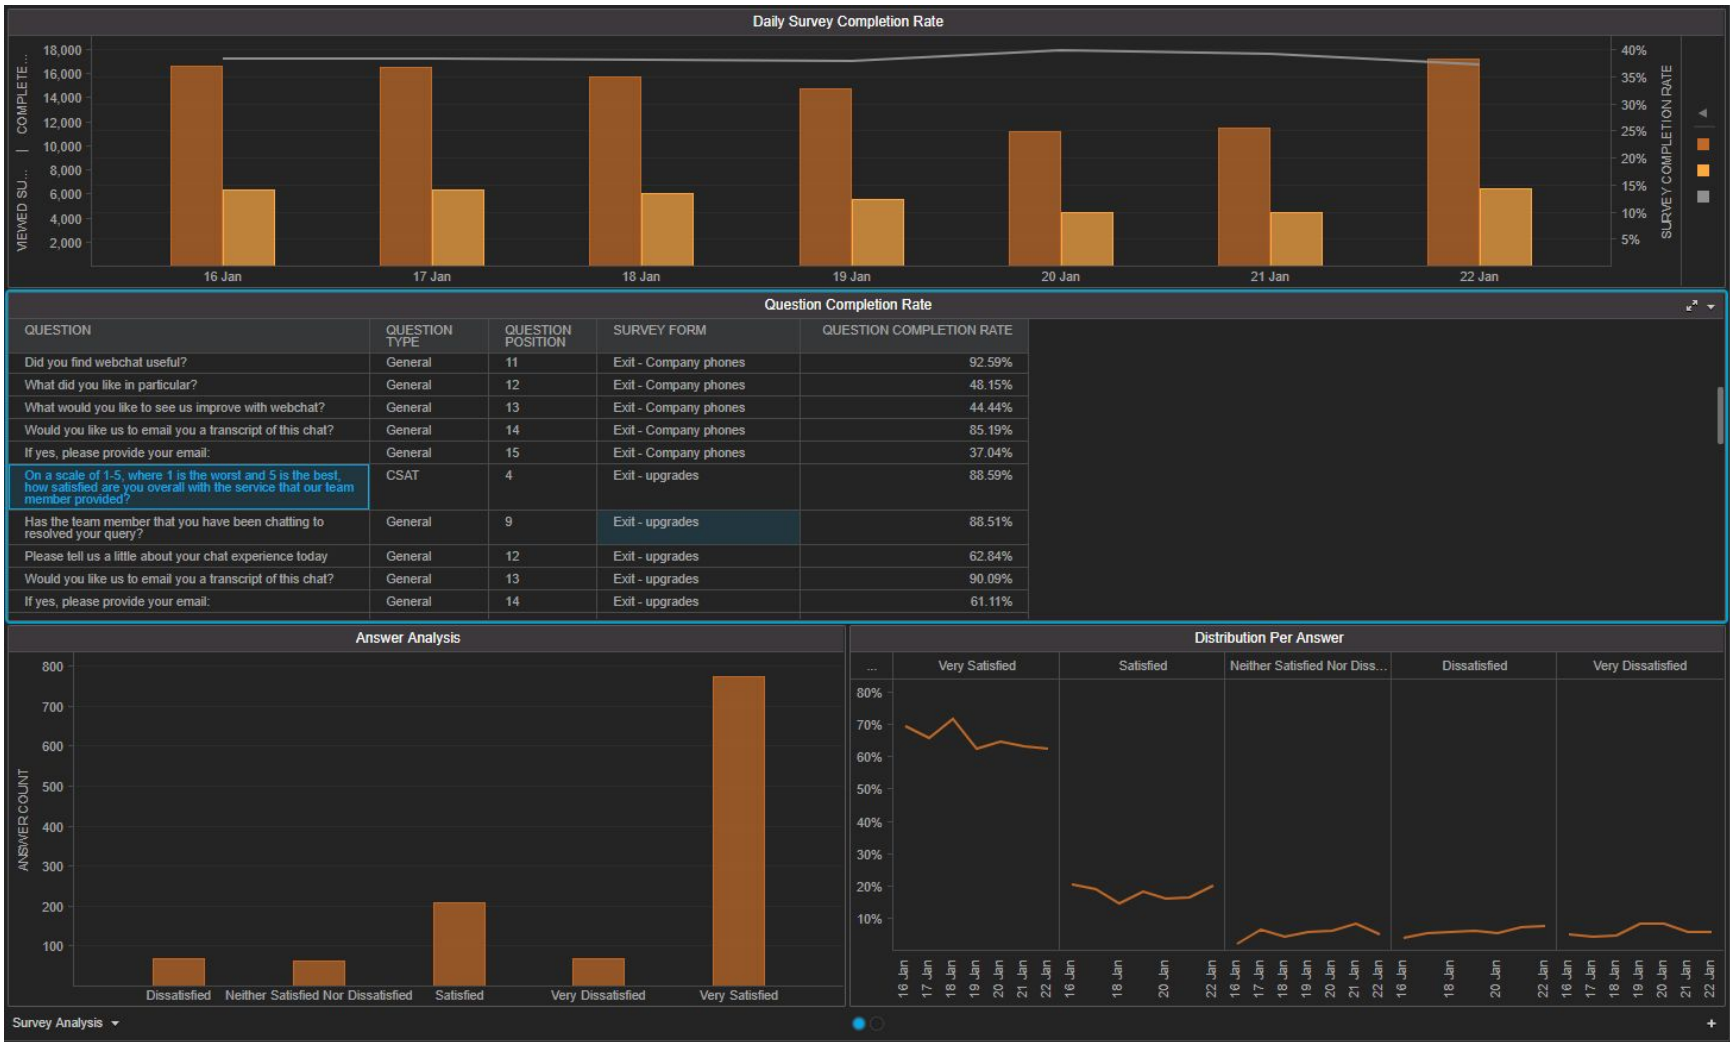 Daily Survey Completion Rate
18,000
16,000
14,000
12,000
10,000
8,000
6,000
4,000
2,000
VIEWED SU... | COMPLETE...
40%
35%
30%
25%
20%
15%
10%
5%
SURVEY COMPLETION RATE
16 Jan 17 Jan 18 Jan 19 Jan 20 Jan 21 Jan 22 Jan
Question Completion Rate
QUESTION QUESTION TYPE QUESTION POSITION SURVEY FORM QUESTION COMPLETION RATE
Did you find webchat useful? General 11 Exit - Company phones 92.59%
What did you like in particular? General 12 Exit - Company phones 48.15%
What would you like to see us improve with webchat? General 13 Exit - Company phones 44.44%
Would you like us to email you a transcript of this chat? General 14 Exit - Company phones 85.19%
If yes, please provide your email: General 15 Exit - Company phones 37.04%
On a scale of 1-5, where 1 is the worst and 5 is the best, CSAT 4 Exit - upgrades 88.59%
how satisfied are you overall with the service that our team
member provided?
Has the team member that you have been chatting to General 9 Exit - upgrades 88.51%
resolved your query?
Please tell us a little about your chat experience today General 12 Exit - upgrades 62.84%
Would you like us to email you a transcript of this chat? General 13 Exit - upgrades 90.09%
If yes, please provide your email: General 14 Exit - upgrades 61.11%
Answer Analysis
800
700
600
500
400
300
200
100
ANSWER COUNT
Dissatisfied Neither Satisfied Nor Dissatisfied Satisfied Very Dissatisfied Very Satisfied
Distribution Per Answer
... Very Satisfied Satisfied Neither Satisfied Nor Diss... Dissatisfied Very Dissatisfied
80%
70%
60%
50%
40%
30%
20%
10%
16 Jan 17 Jan 18 Jan 19 Jan 20 Jan 21 Jan 22 Jan 16 Jan 18 Jan 20 Jan 22 Jan 16 Jan 17 Jan 18 Jan 19 Jan 20 Jan 21 Jan 22 Jan 16 Jan 18 Jan 20 Jan 22 Jan 16 Jan 17 Jan 18 Jan 19 Jan 20 Jan 21 Jan 22 Jan
Survey Analysis +